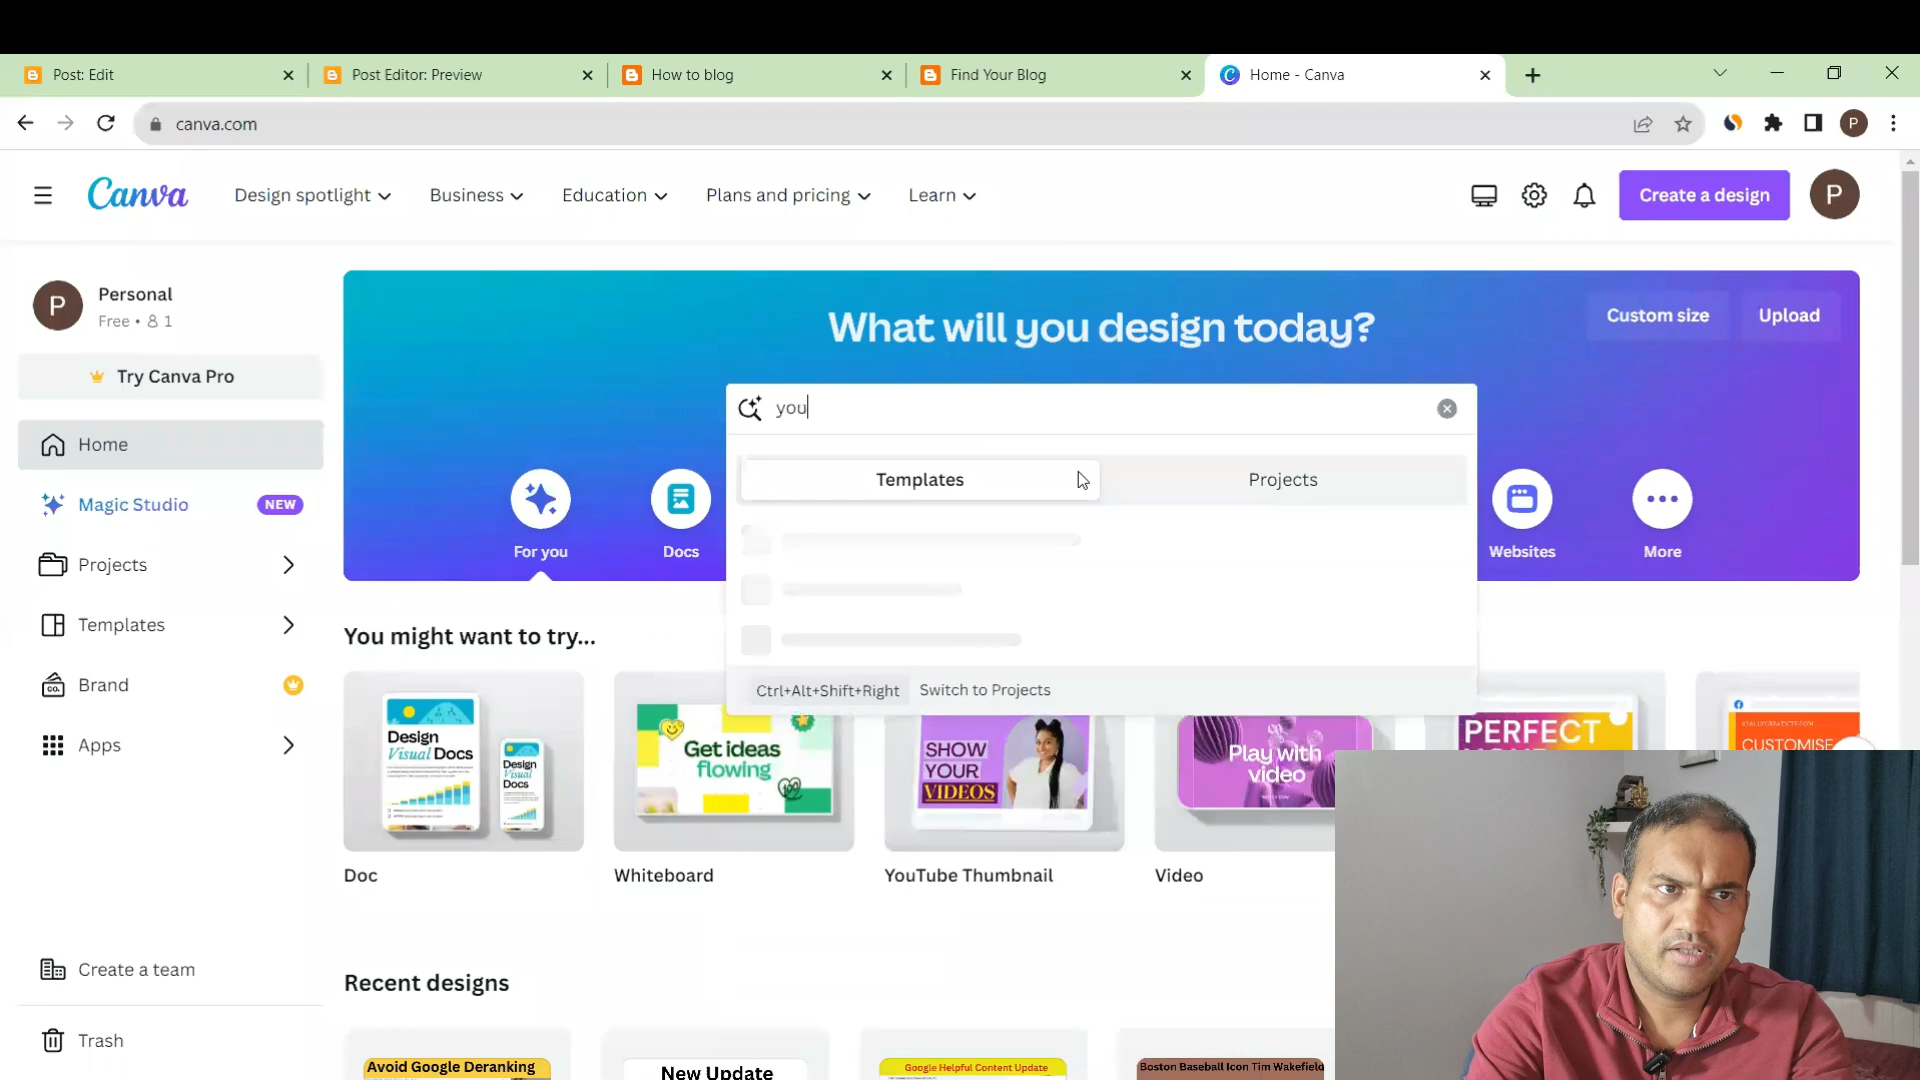 Post: Edit
Post Editor: Preview
How to blog
Find Your Blog
Home - Canva
canva.com
P
Canva
Design spotlight
Business
Education
Plans and pricing
Learn
Create a design
P
P
Personal
Free • 1
Try Canva Pro
Home
Magic Studio
NEW
Projects
Templates
Brand
CO.
Apps
Create a team
Trash
What will you design today?
Custom size
Upload
you
Templates
Projects
Ctrl+Alt+Shift+Right
Switch to Projects
For you
Docs
Websites
More
You might want to try...
Design
Visual Docs
Design
Visual
Docs
Get ideas
flowing
SHOW
YOUR
VIDEOS
Play with
video
PERFECT
CUSTOMISE
Doc
Whiteboard
YouTube Thumbnail
Video
Recent designs
Avoid Google Deranking
New Update
Google Helpful Content Update
Boston Baseball Icon Tim Wakefield